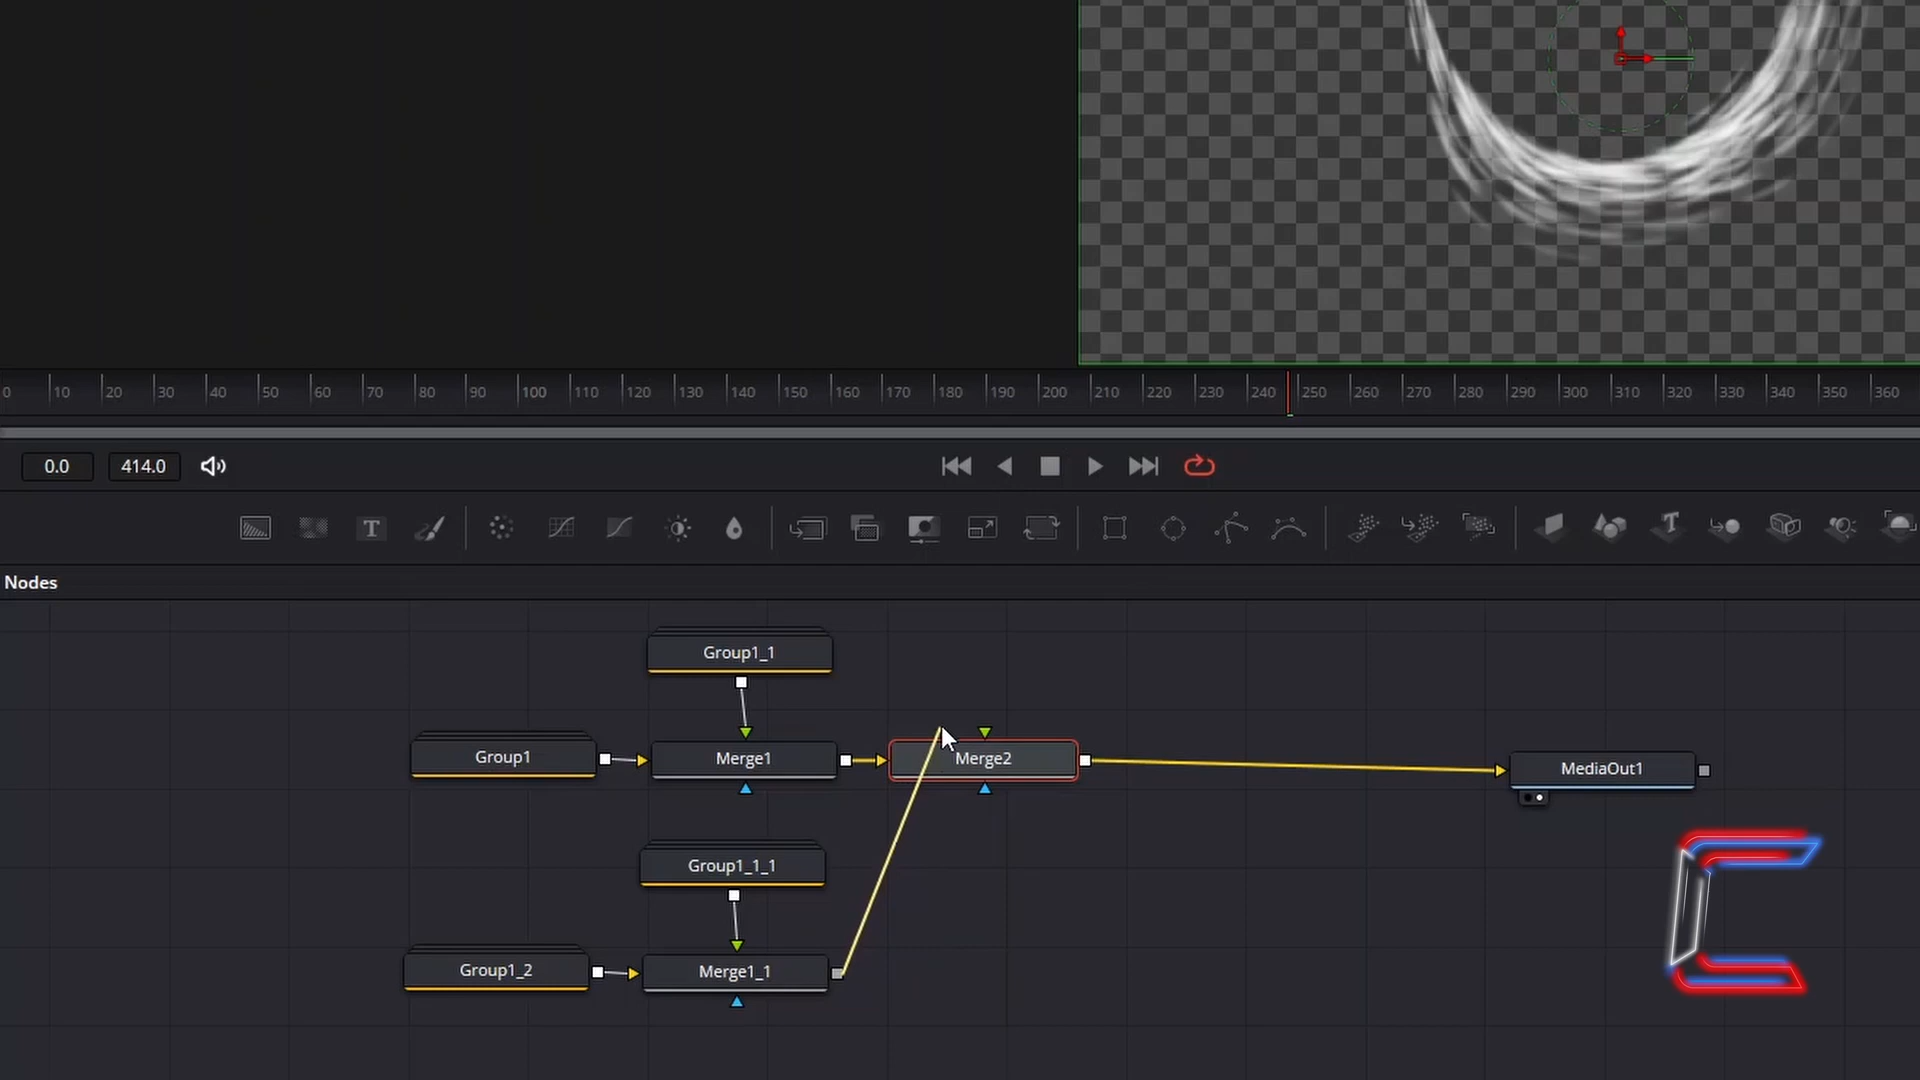 0 10 20 30 40 50 60 70 80 90 100 110 120 130 140 150 160 170 180 190 200 210 220 230 240 250 260 270 280 290 300 310 320 330 340 350 360
0.0 414.0
T T
Nodes
Group1_1
Group1 Merge1 Merge2 MediaOut1
Group1_1_1
Group1_2 Merge1_1